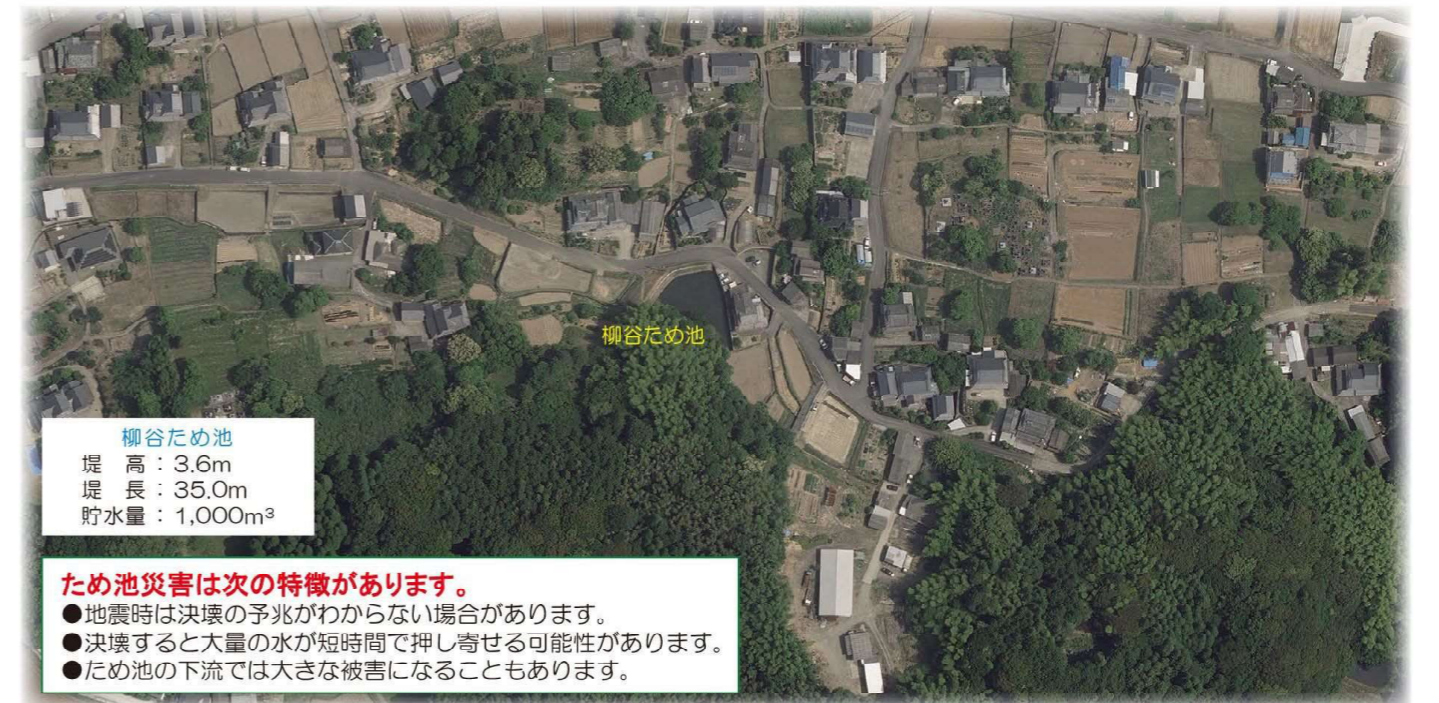 柳谷ため池
柳谷ため池
堤　高：3.6m
堤　長：35.0m
貯水量：1,000m³
ため池災害は次の特徴があります。
●地震時は決壊の予兆がわからない場合があります。
●決壊すると大量の水が短時間で押し寄せる可能性があります。
●ため池の下流では大きな被害になることもあります。